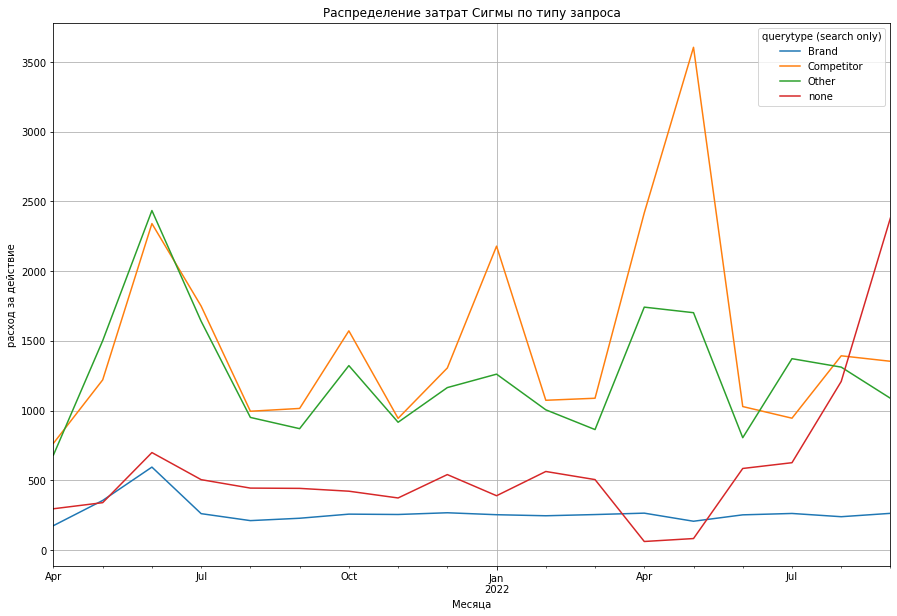 Распределение затрат Сигмы по типу запроса
querytype (search only)
Brand
Competitor
Other
none
расход за действие
3500
3000
2500
2000
1500
1000
500
0
Apr
Jul
Oct
Jan
2022
Apr
Jul
Месяца